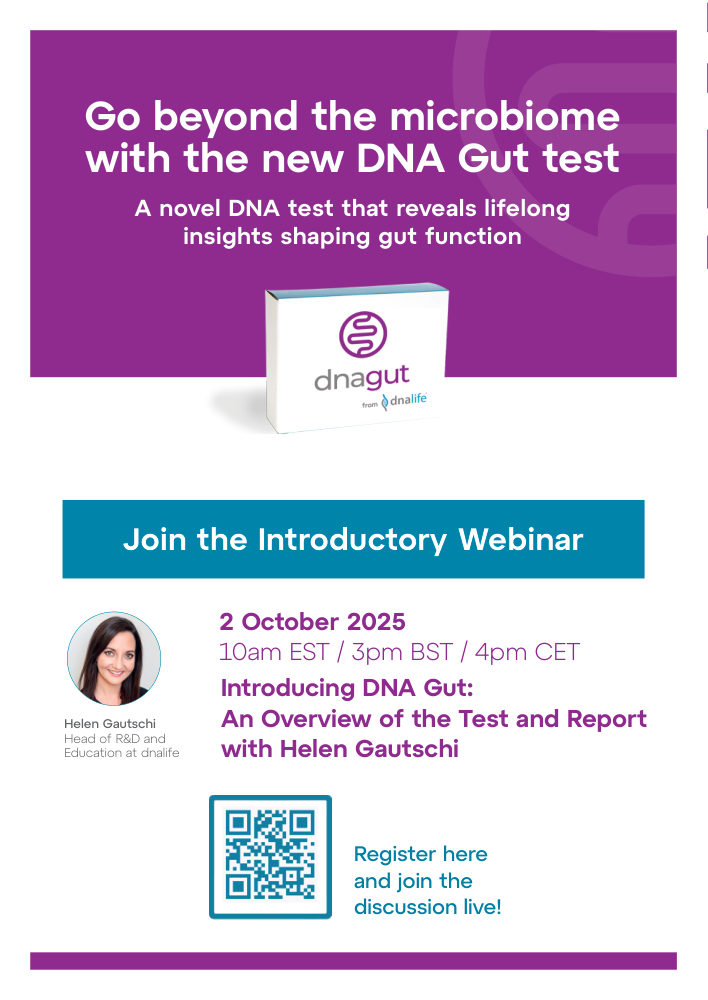 Go beyond the microbiome
with the new DNA Gut test
A novel DNA test that reveals lifelong
insights shaping gut function
dnagut
from dnalife
Join the Introductory Webinar
2 October 2025
10am EST / 3pm BST / 4pm CET
Introducing DNA Gut:
An Overview of the Test and Report
with Helen Gautschi
Helen Gautschi
Head of R&D and
Education at dnalife
Register here
and join the
discussion live!